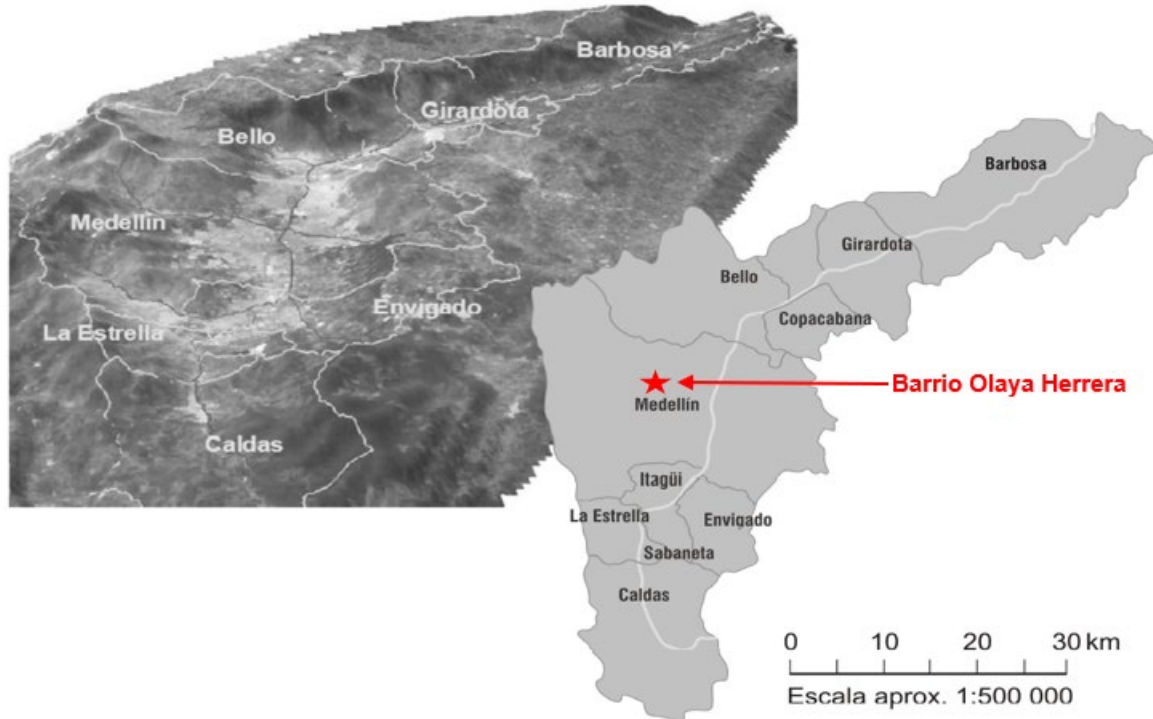 Barbosa
Girardota
Bello
Medellín
Envigado
La Estrella
Caldas
Barbosa
Girardota
Bello
Copacabana
Barrio Olaya Herrera
Medellín
Itagüi
La Estrella
Envigado
Sabaneta
Caldas
0 10 20 30 km
Escala aprox. 1:500 000